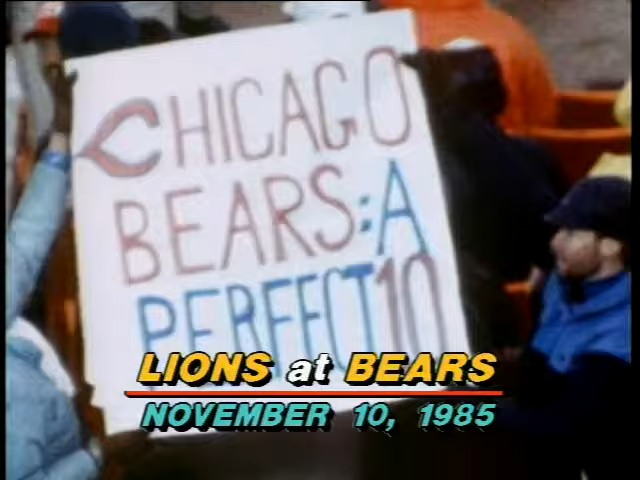 CHICAGO
BEARS:A
PERFECT 10
LIONS at BEARS
NOVEMBER 10, 1985